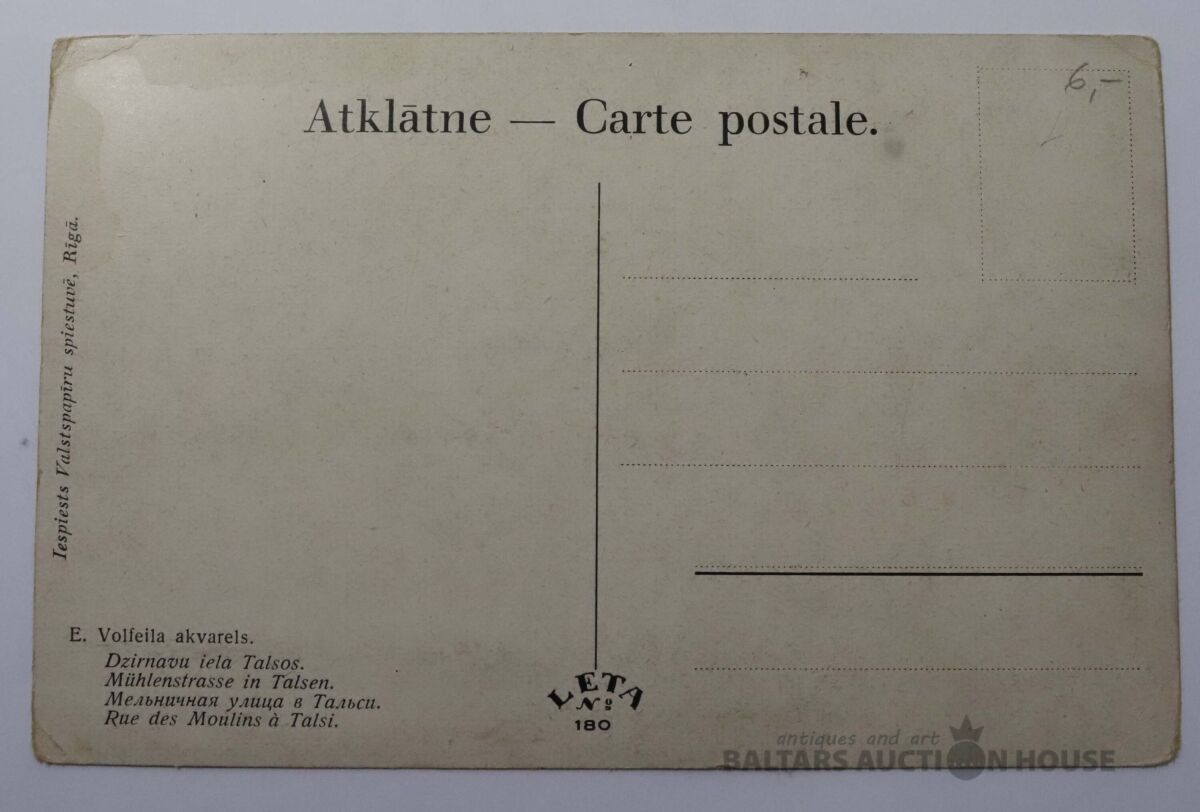 Atklātne — Carte postale.
6,-
Iespiests Valstspapīru spiestuvē, Rīgā.
E. Volfeila akvarels.
Dzirnavu iela Talsos.
Mühlenstrasse in Talsen.
Мельничная улица в Тальси.
Rue des Moulins à Talsi.
LETA
№
180
antiques and art
BALTARS AUCTION HOUSE